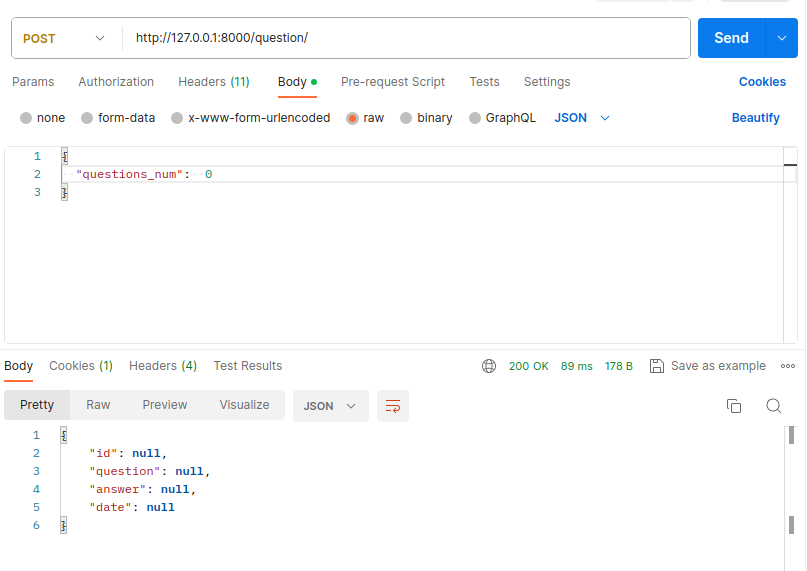 POST http://127.0.0.1:8000/question/ Send
Params Authorization Headers (11) Body Pre-request Script Tests Settings Cookies
none form-data x-www-form-urlencoded raw binary GraphQL JSON Beautify
1 {
2 "questions_num": 0
3 }
Body Cookies (1) Headers (4) Test Results 200 OK 89 ms 178 B Save as example
Pretty Raw Preview Visualize JSON
1 {
2 "id": null,
3 "question": null,
4 "answer": null,
5 "date": null
6 }